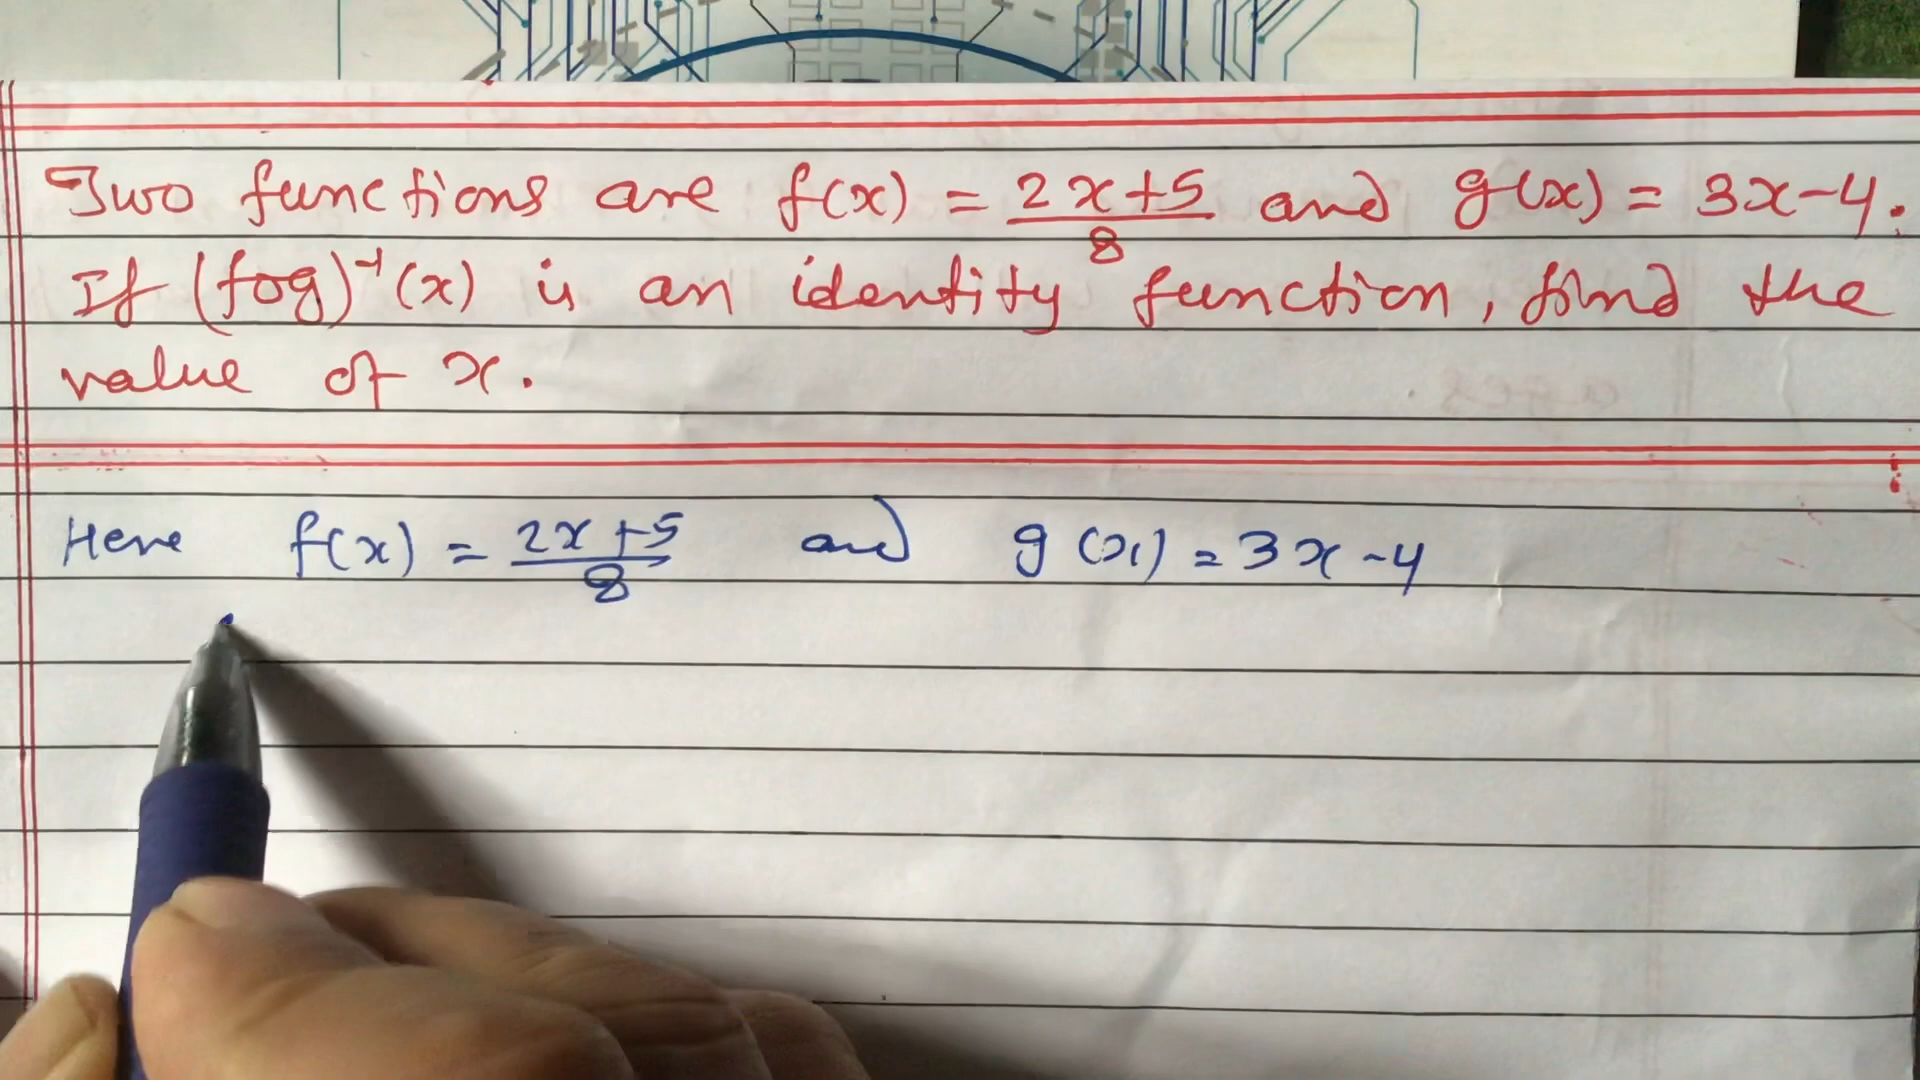 Two functions are f(x) = (2x+5)/8 and g(x) = 3x-4.
If (fog)⁻¹(x) is an identity function, find the
value of x.
Here f(x) = (2x+5)/8 and g(x) = 3x-4